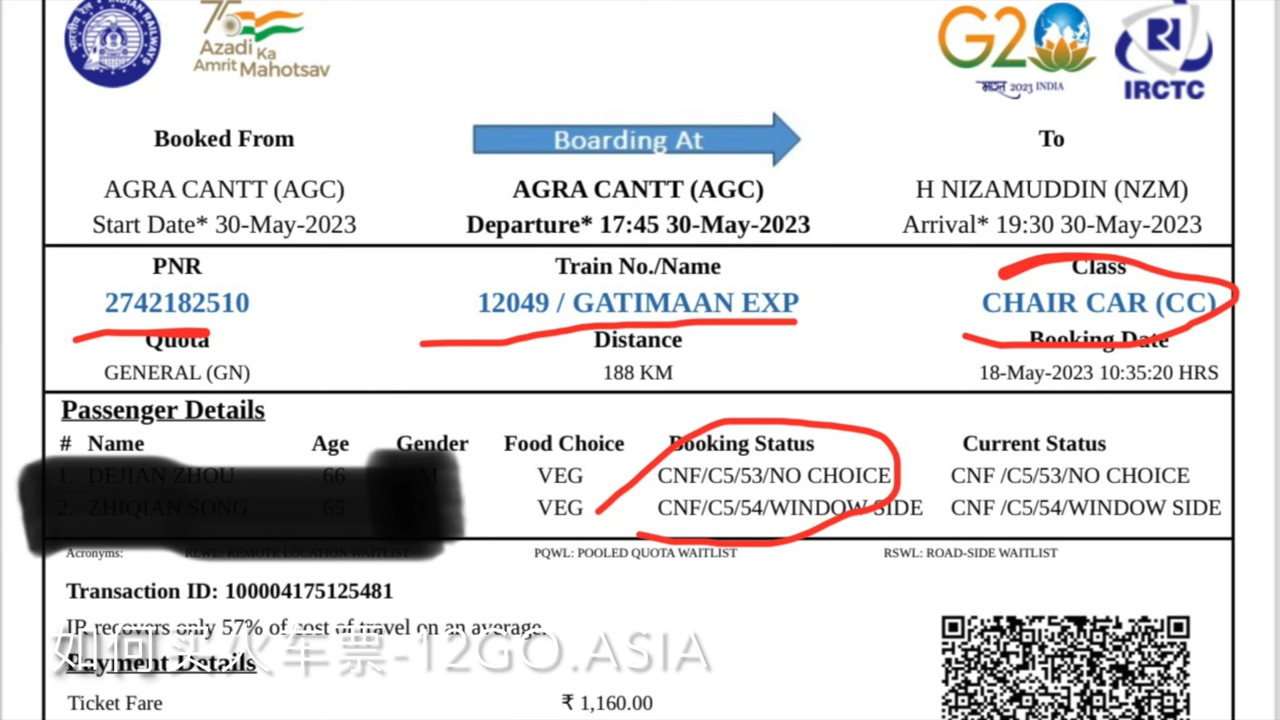 INDIAN RAILWAYS
75
Azadi Ka
Amrit Mahotsav
G20
भारत 2023 INDIA
IRCTC
Booked From Boarding At To
AGRA CANTT (AGC) AGRA CANTT (AGC) H NIZAMUDDIN (NZM)
Start Date* 30-May-2023 Departure* 17:45 30-May-2023 Arrival* 19:30 30-May-2023
PNR Train No./Name Class
2742182510 12049 / GATIMAAN EXP CHAIR CAR (CC)
Quota Distance Booking Date
GENERAL (GN) 188 KM 18-May-2023 10:35:20 HRS
Passenger Details
# Name Age Gender Food Choice Booking Status Current Status
VEG CNF/C5/53/NO CHOICE CNF /C5/53/NO CHOICE
VEG CNF/C5/54/WINDOW SIDE CNF /C5/54/WINDOW SIDE
Acronyms: RLWL: REMOTE LOCATION WAITLIST PQWL: POOLED QUOTA WAITLIST RSWL: ROAD-SIDE WAITLIST
Transaction ID: 100004175125481
IR recovers only 57% of cost of travel on an average.
如何买火车票-12GO.ASIA
Payment Details
Ticket Fare ₹ 1,160.00